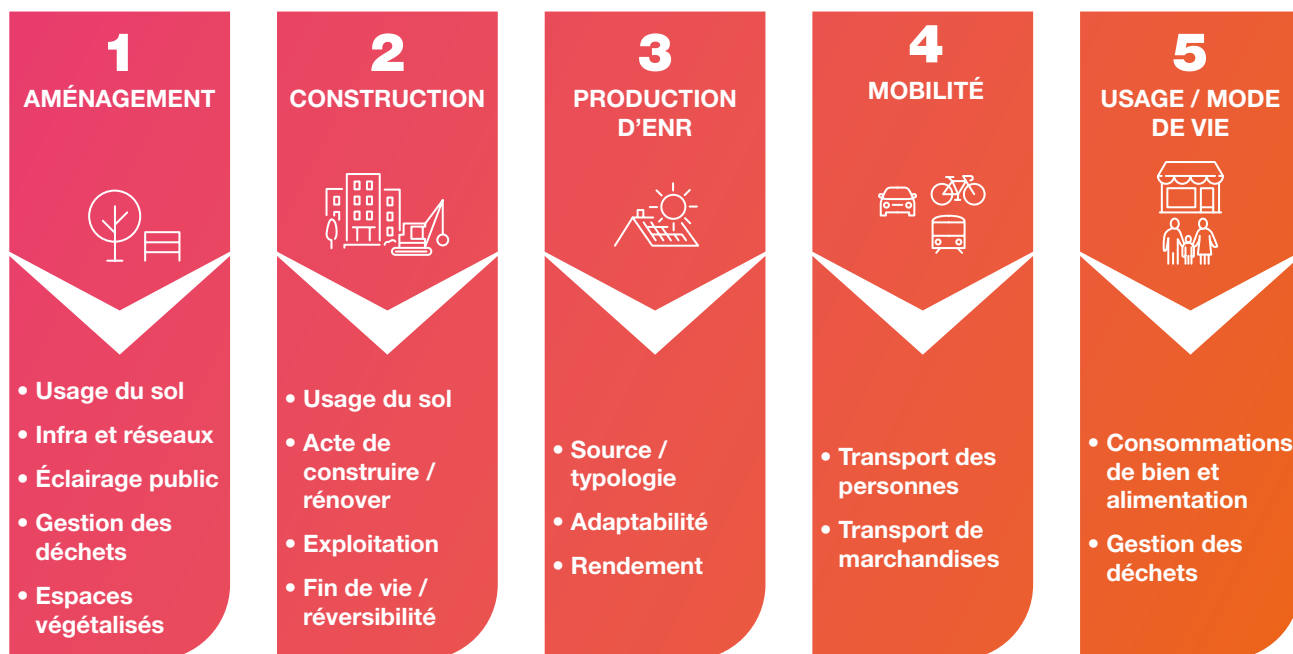 1
AMÉNAGEMENT
• Usage du sol
• Infra et réseaux
• Éclairage public
• Gestion des
déchets
• Espaces
végétalisés
2
CONSTRUCTION
• Usage du sol
• Acte de
construire /
rénover
• Exploitation
• Fin de vie /
réversibilité
3
PRODUCTION
D’ENR
• Source /
typologie
• Adaptabilité
• Rendement
4
MOBILITÉ
• Transport des
personnes
• Transport de
marchandises
5
USAGE / MODE
DE VIE
• Consommations
de bien et
alimentation
• Gestion des
déchets